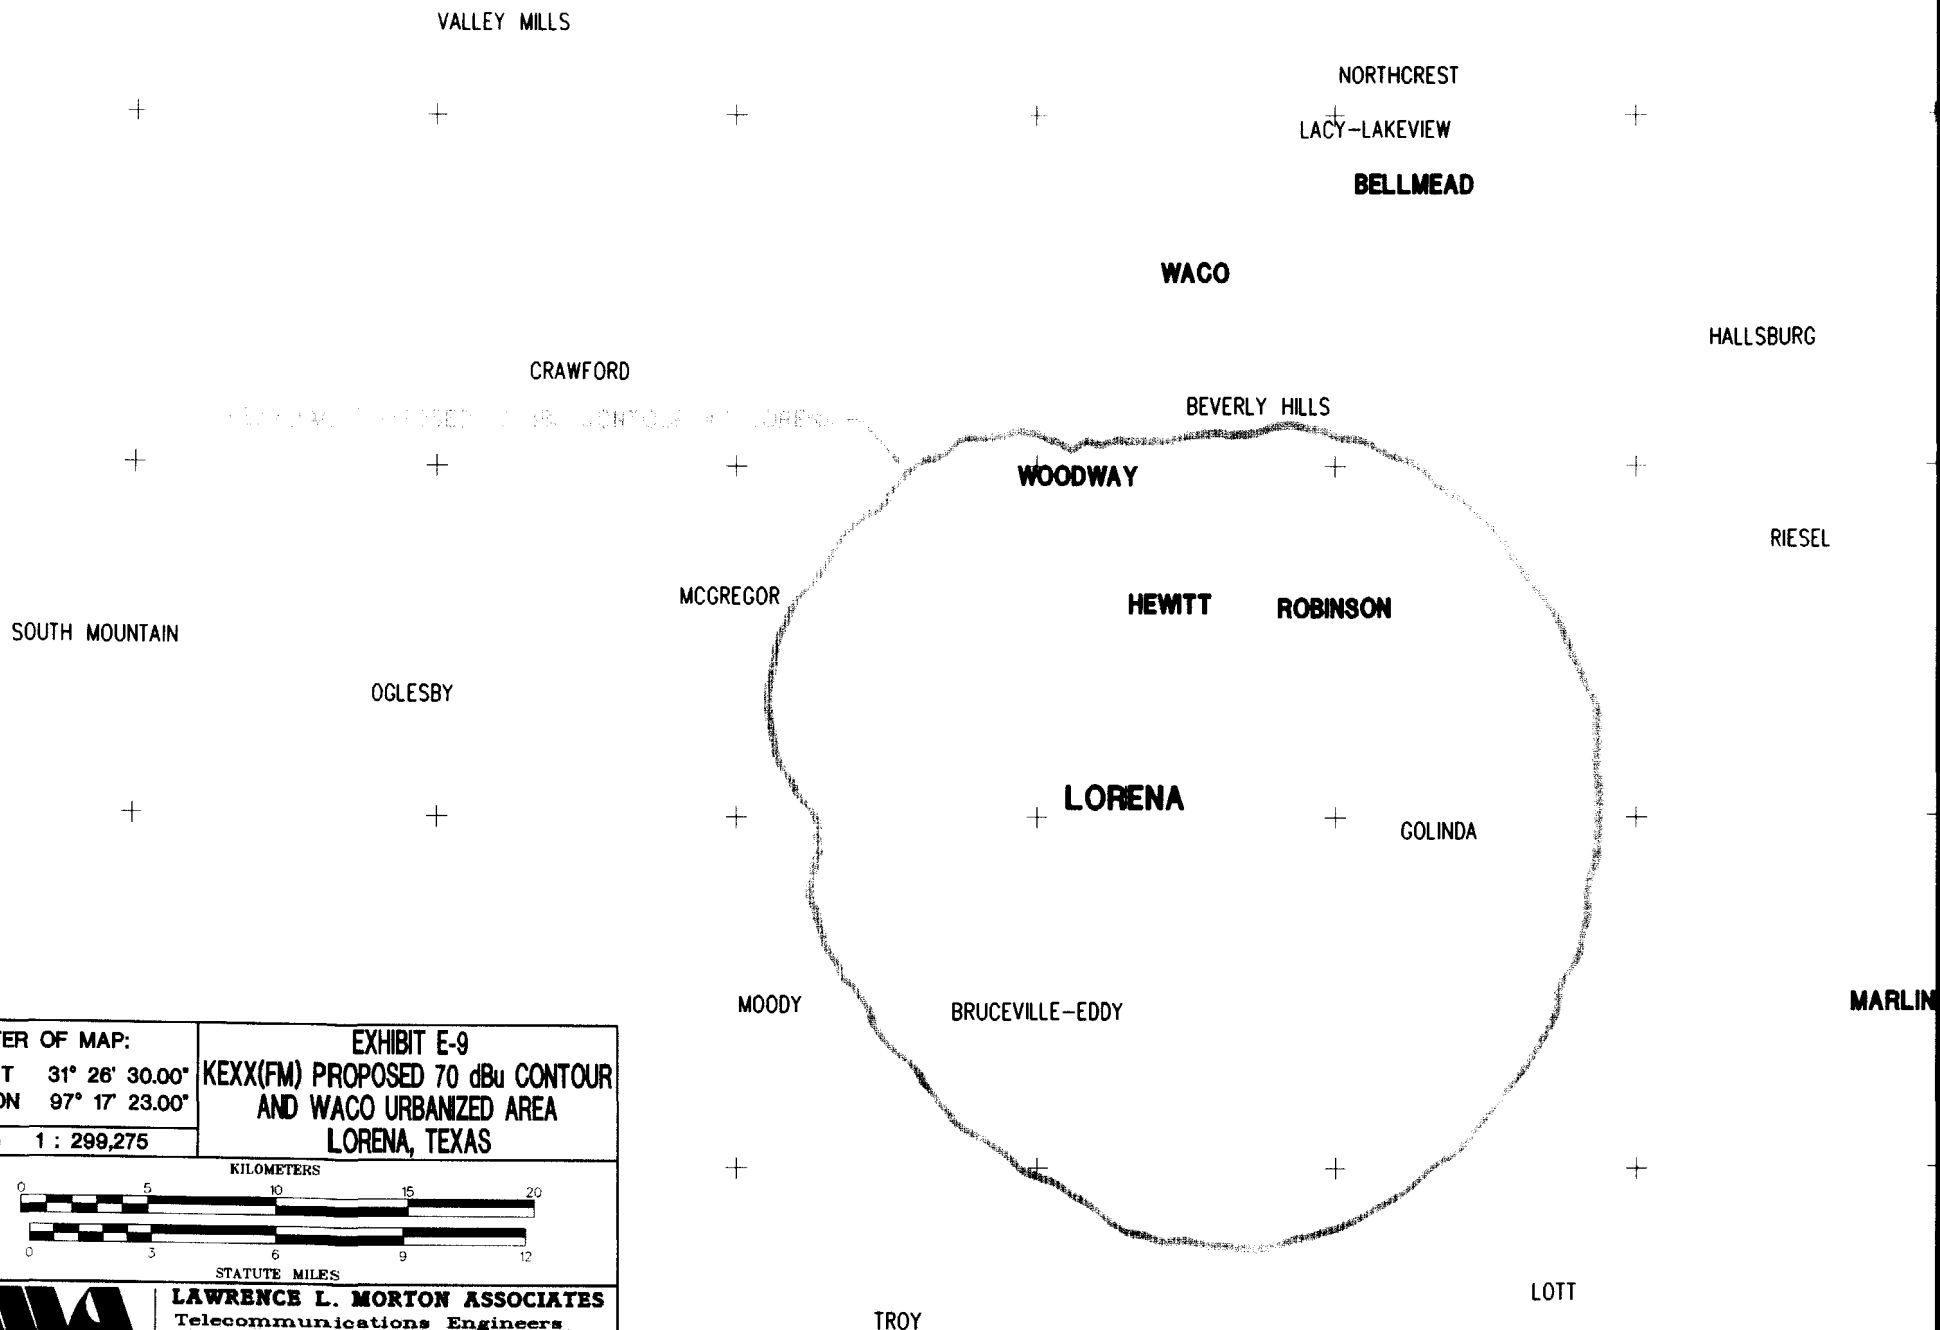 VALLEY MILLS
NORTHCREST
LACY-LAKEVIEW
BELLMEAD
WACO
HALLSBURG
CRAWFORD
BEVERLY HILLS
CONTOUR
WOODWAY
RIESEL
MCGREGOR
HEWITT
ROBINSON
SOUTH MOUNTAIN
OGLESBY
LORENA
GOLINDA
MOODY
BRUCEVILLE-EDDY
MARLIN
TER OF MAP:
T 31° 26' 30.00"
ON 97° 17' 23.00"
1 : 299,275
EXHIBIT E-9
KEXX(FM) PROPOSED 70 dBu CONTOUR
AND WACO URBANIZED AREA
LORENA, TEXAS
KILOMETERS
0 5 10 15 20
0 3 6 9 12
STATUTE MILES
LAWRENCE L. MORTON ASSOCIATES
Telecommunications Engineers
LOTT
TROY